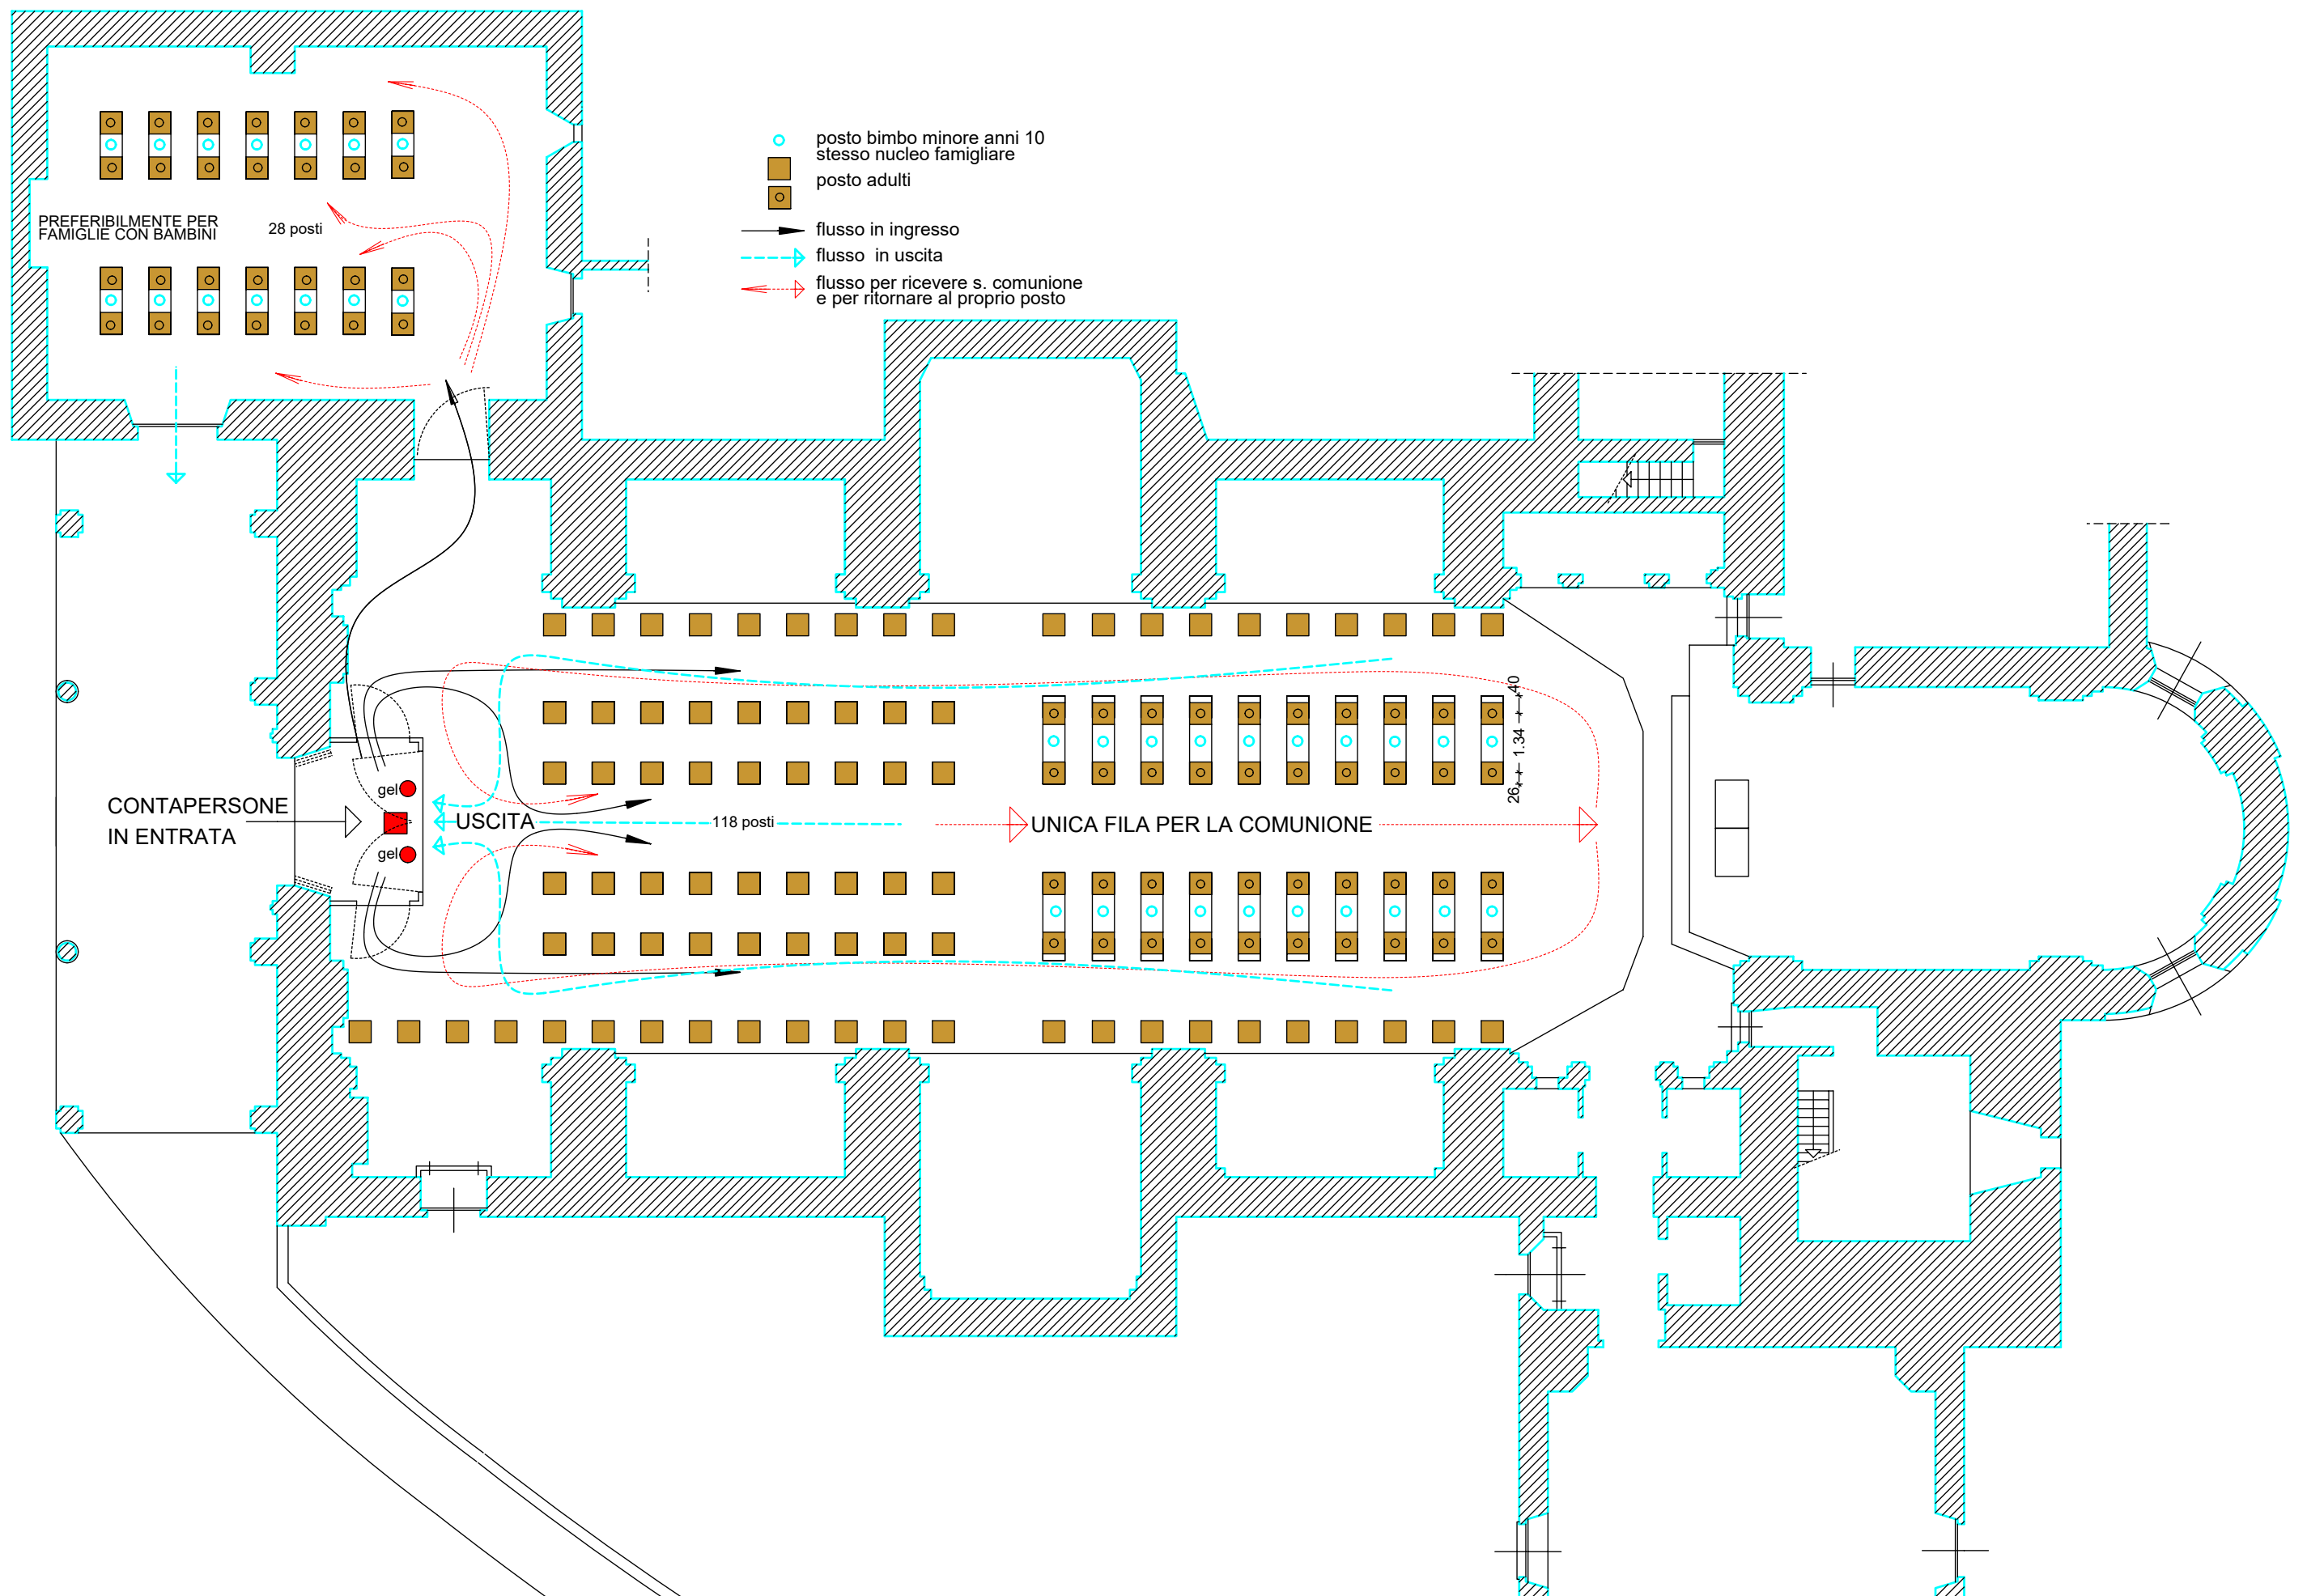 posto bimbo minore anni 10
stesso nucleo famigliare
posto adulti
PREFERIBILMENTE PER
FAMIGLIE CON BAMBINI
28 posti
flusso in ingresso
flusso in uscita
flusso per ricevere s. comunione
e per ritornare al proprio posto
40
1.34
26
gel
CONTAPERSONE
IN ENTRATA
USCITA
118 posti
UNICA FILA PER LA COMUNIONE
gel